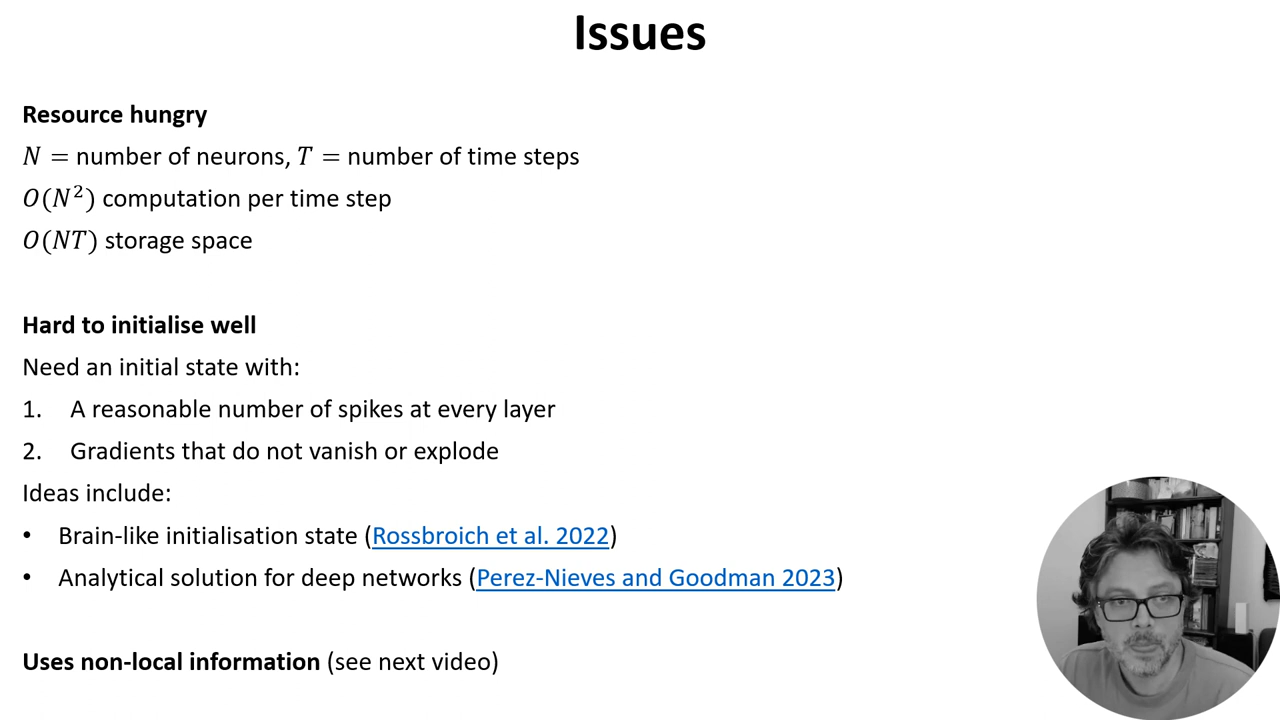 Issues
Resource hungry
N = number of neurons, T = number of time steps
O(N²) computation per time step
O(NT) storage space
Hard to initialise well
Need an initial state with:
1. A reasonable number of spikes at every layer
2. Gradients that do not vanish or explode
Ideas include:
• Brain-like initialisation state (Rossbroich et al. 2022)
• Analytical solution for deep networks (Perez-Nieves and Goodman 2023)
Uses non-local information (see next video)